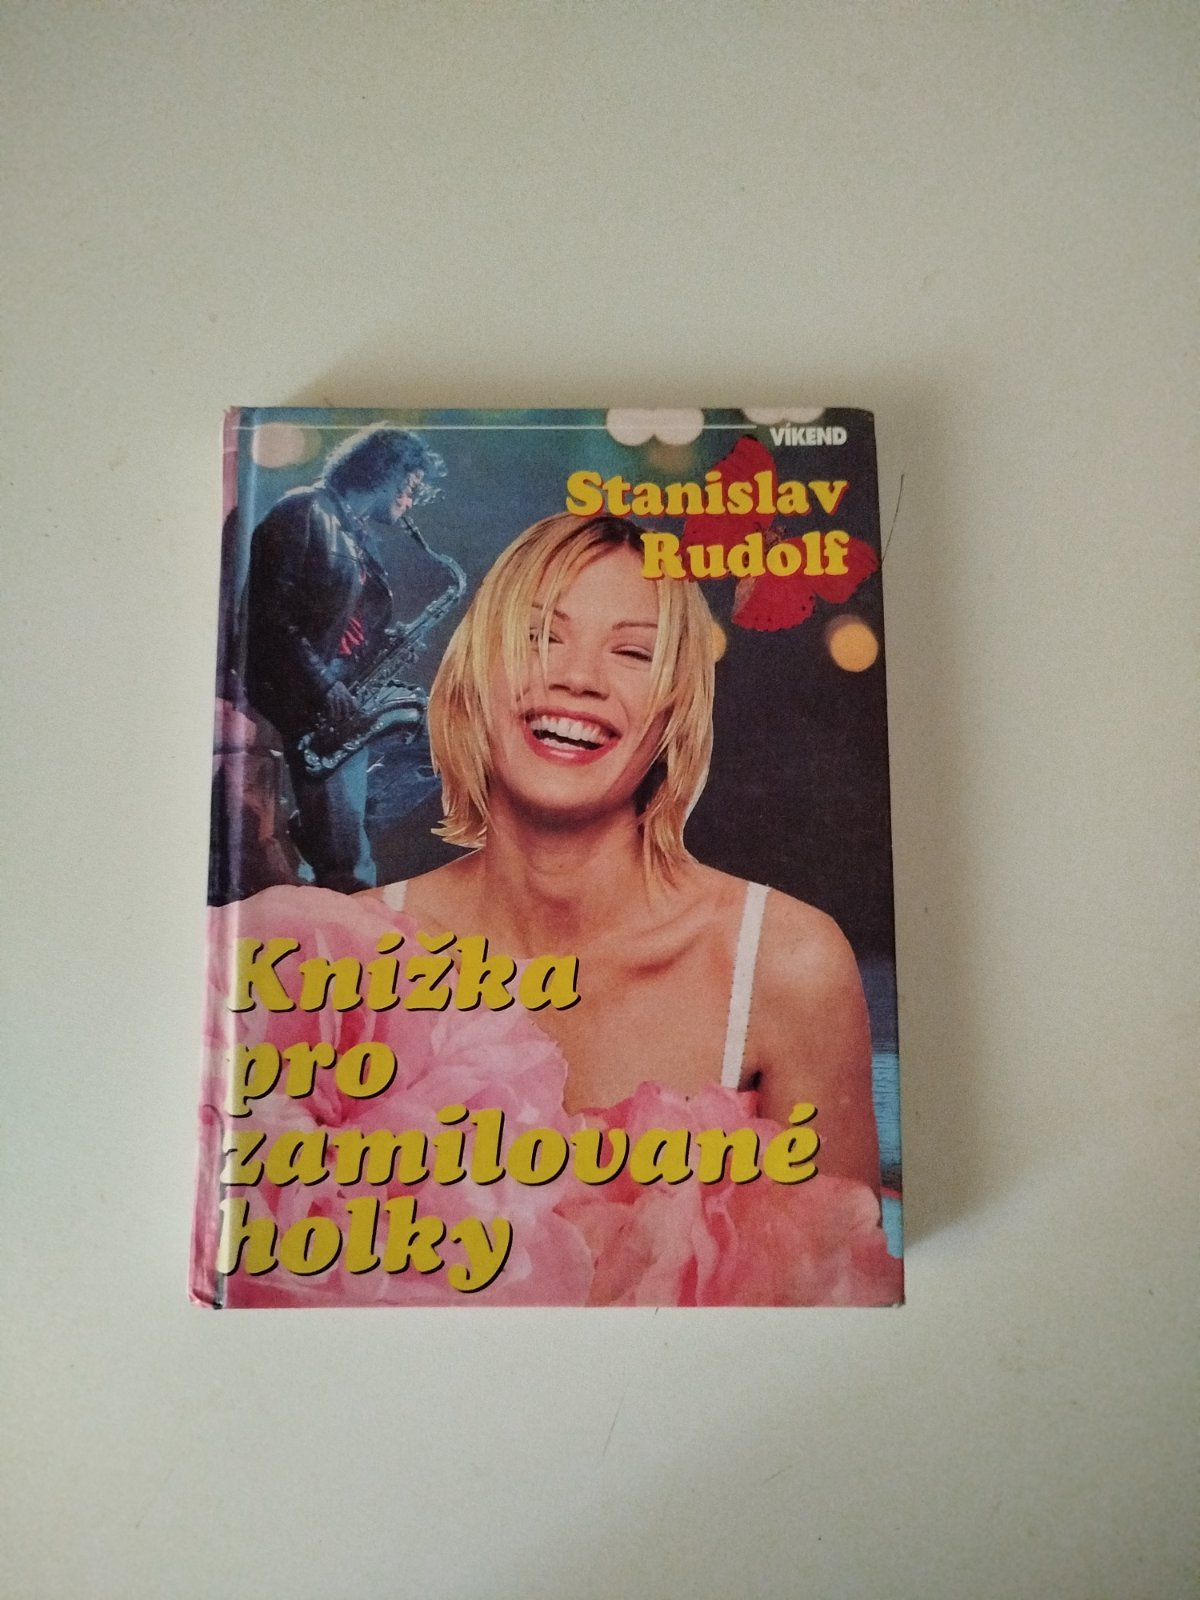 VÍKEND
Stanislav
Rudolf
Knížka
pro
zamilované
holky